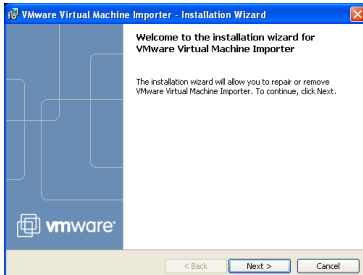 VMware Virtual Machine Importer - Installation Wizard
Welcome to the installation wizard for
VMware Virtual Machine Importer
The installation wizard will allow you to repair or remove
VMware Virtual Machine Importer. To continue, click Next.
vmware®
< Back
Next >
Cancel